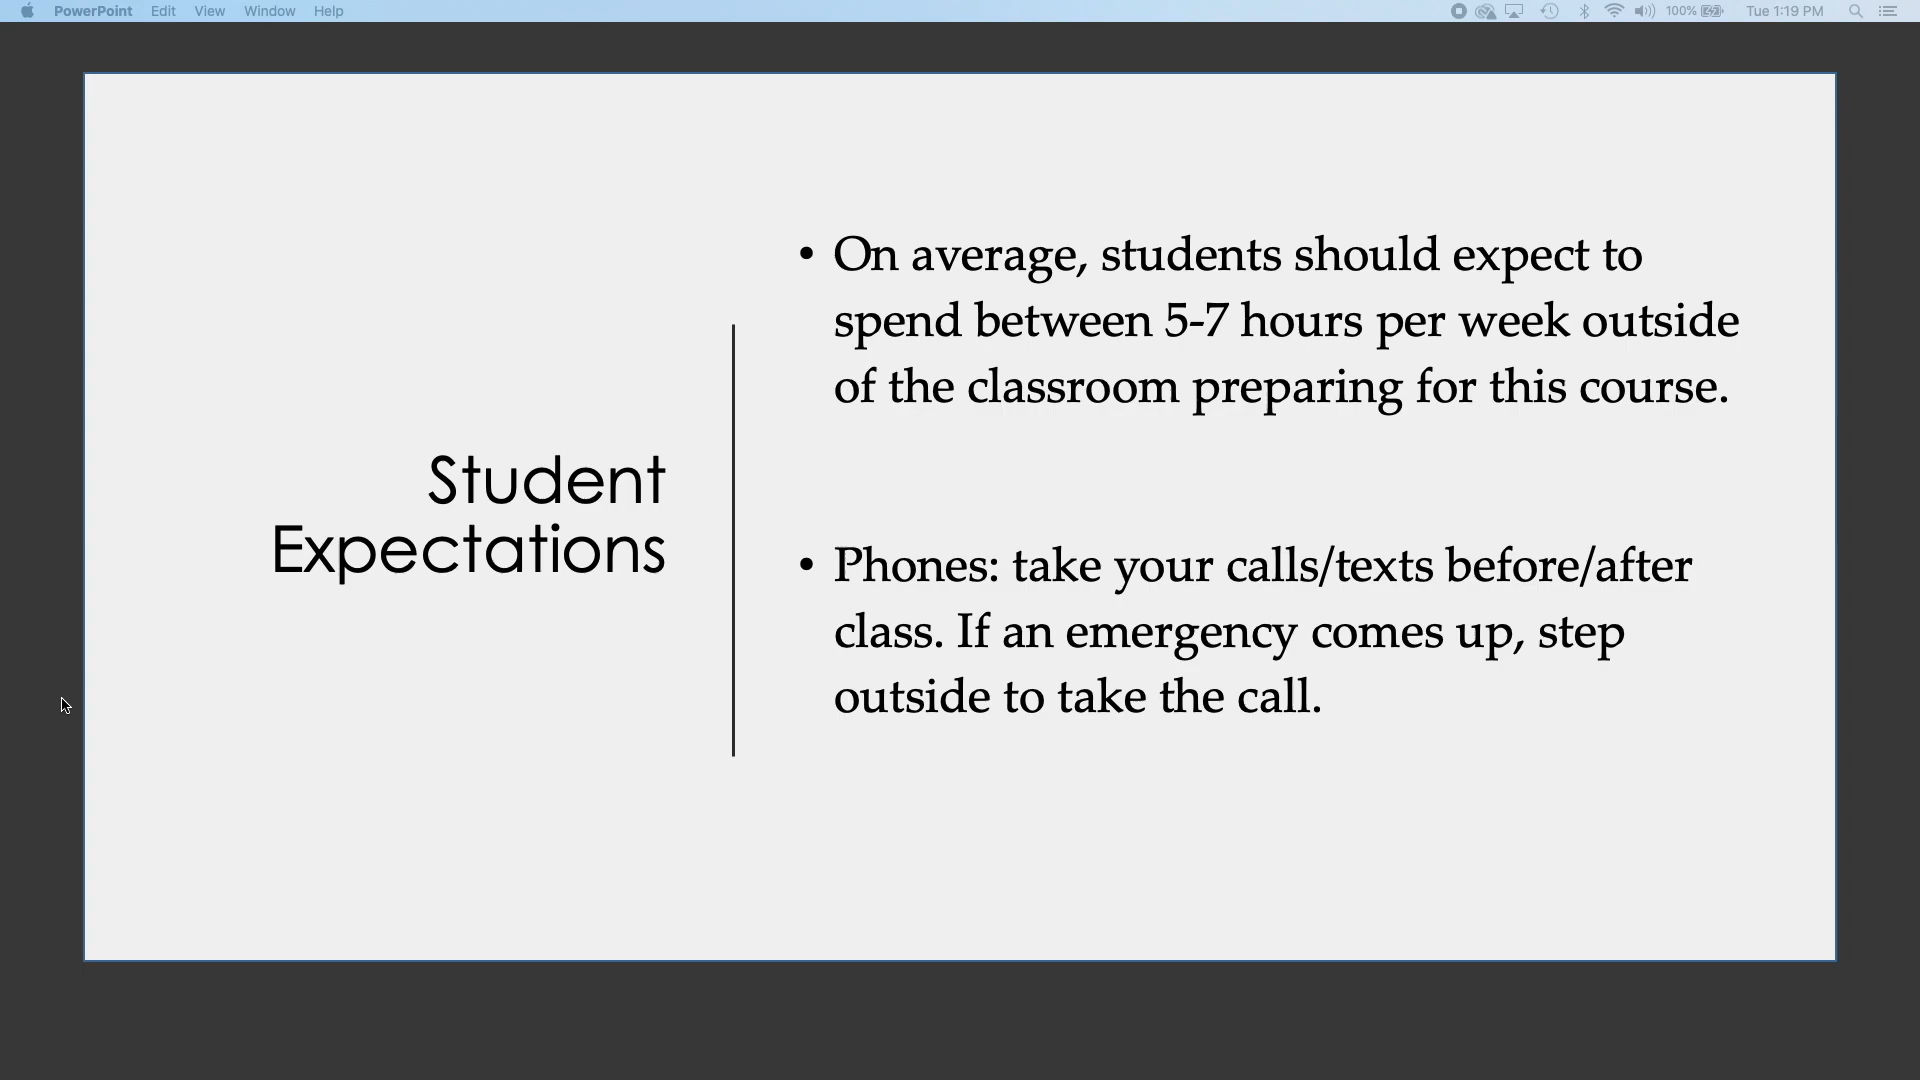 PowerPoint Edit View Window Help 100% Tue 1:19 PM
Student
Expectations
• On average, students should expect to
spend between 5-7 hours per week outside
of the classroom preparing for this course.
• Phones: take your calls/texts before/after
class. If an emergency comes up, step
outside to take the call.